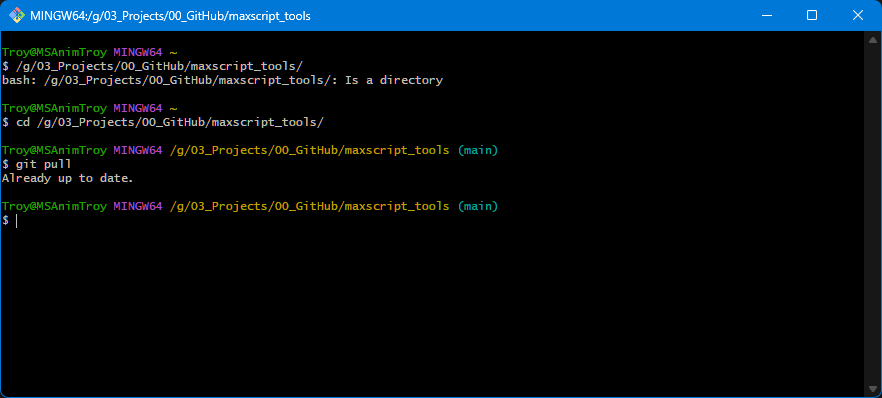 MINGW64:/g/03_Projects/00_GitHub/maxscript_tools
Troy@MSAnimTroy MINGW64 ~
$ /g/03_Projects/00_GitHub/maxscript_tools/
bash: /g/03_Projects/00_GitHub/maxscript_tools/: Is a directory
Troy@MSAnimTroy MINGW64 ~
$ cd /g/03_Projects/00_GitHub/maxscript_tools/
Troy@MSAnimTroy MINGW64 /g/03_Projects/00_GitHub/maxscript_tools (main)
$ git pull
Already up to date.
Troy@MSAnimTroy MINGW64 /g/03_Projects/00_GitHub/maxscript_tools (main)
$